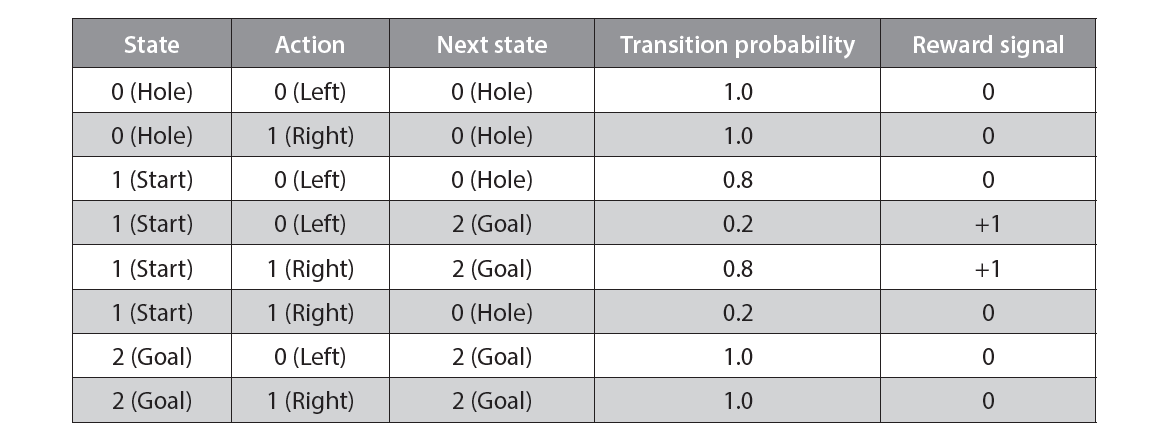 State Action Next state Transition probability Reward signal
0 (Hole) 0 (Left) 0 (Hole) 1.0 0
0 (Hole) 1 (Right) 0 (Hole) 1.0 0
1 (Start) 0 (Left) 0 (Hole) 0.8 0
1 (Start) 0 (Left) 2 (Goal) 0.2 +1
1 (Start) 1 (Right) 2 (Goal) 0.8 +1
1 (Start) 1 (Right) 0 (Hole) 0.2 0
2 (Goal) 0 (Left) 2 (Goal) 1.0 0
2 (Goal) 1 (Right) 2 (Goal) 1.0 0